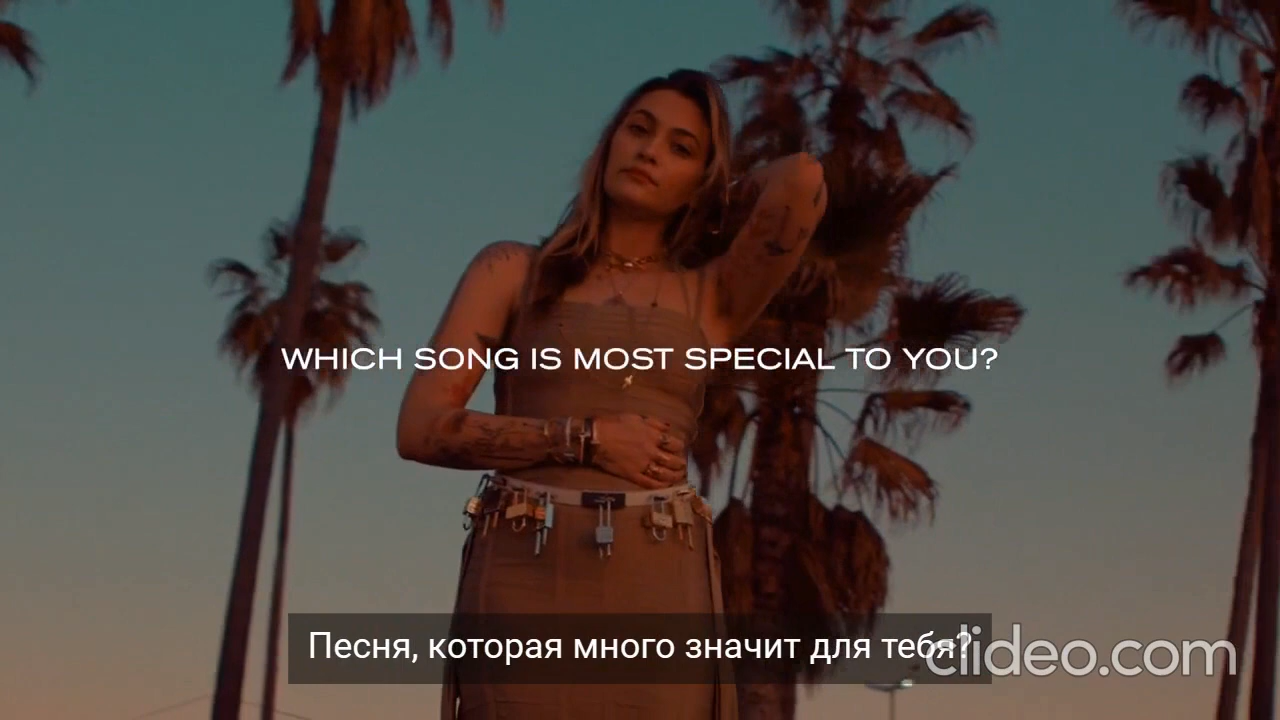 WHICH SONG IS MOST SPECIAL TO YOU?
Песня, которая много значит для тебя?
clideo.com